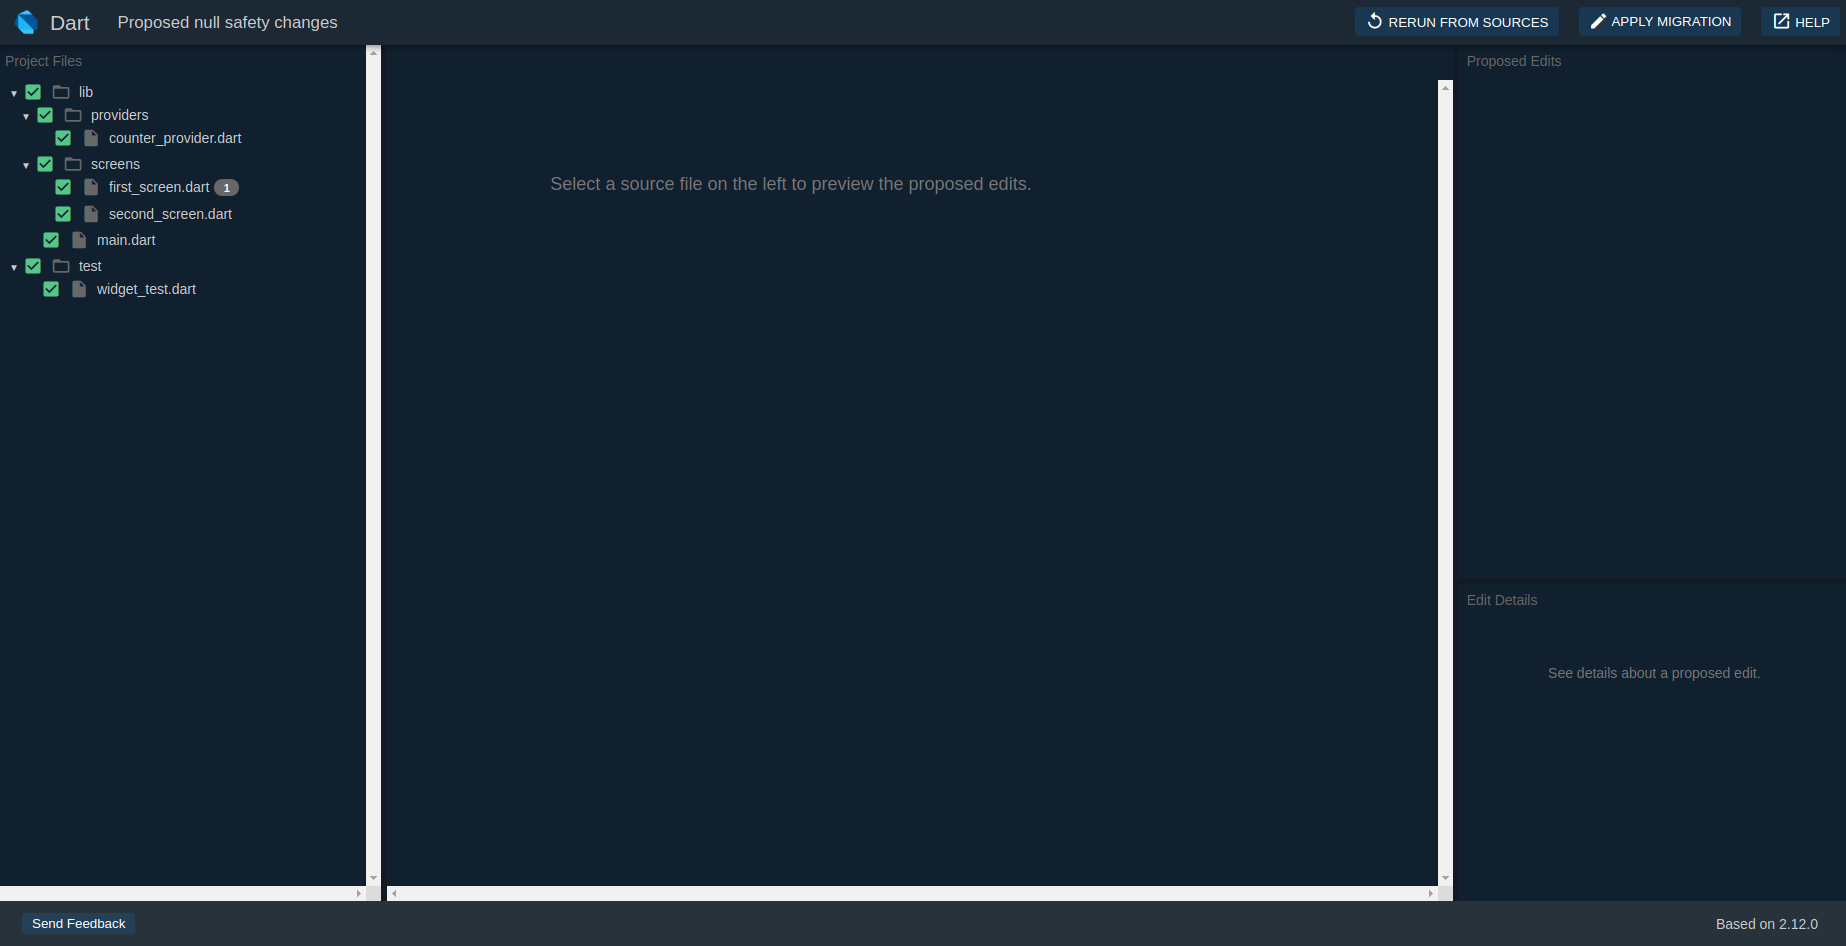 Dart Proposed null safety changes RERUN FROM SOURCES APPLY MIGRATION HELP
Project Files
lib
providers
counter_provider.dart
screens
first_screen.dart 1
second_screen.dart
main.dart
test
widget_test.dart
Select a source file on the left to preview the proposed edits.
Proposed Edits
Edit Details
See details about a proposed edit.
Send Feedback
Based on 2.12.0